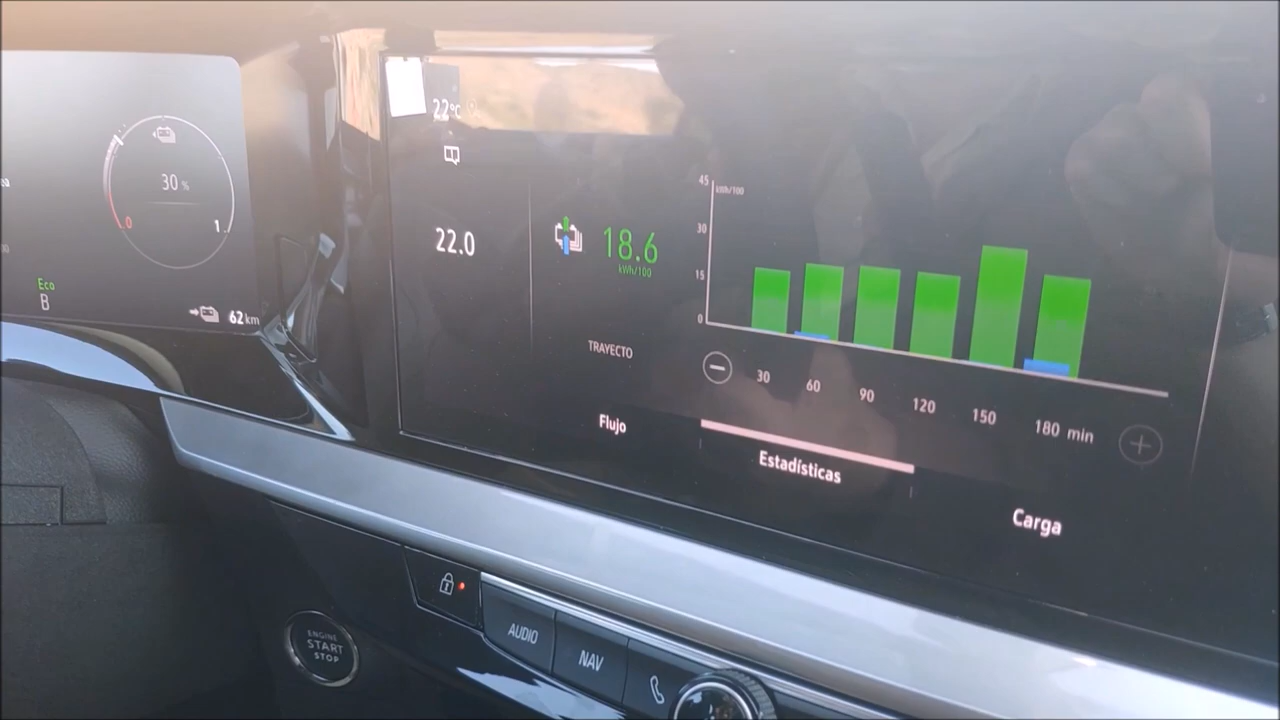 22°C
30 %
0
1
Eco
B
62 km
22.0
18.6
kWh/100
TRAYECTO
45
kWh/100
30
15
0
30
60
90
120
150
180 min
Flujo
Estadísticas
Carga
ENGINE
START
STOP
AUDIO
NAV